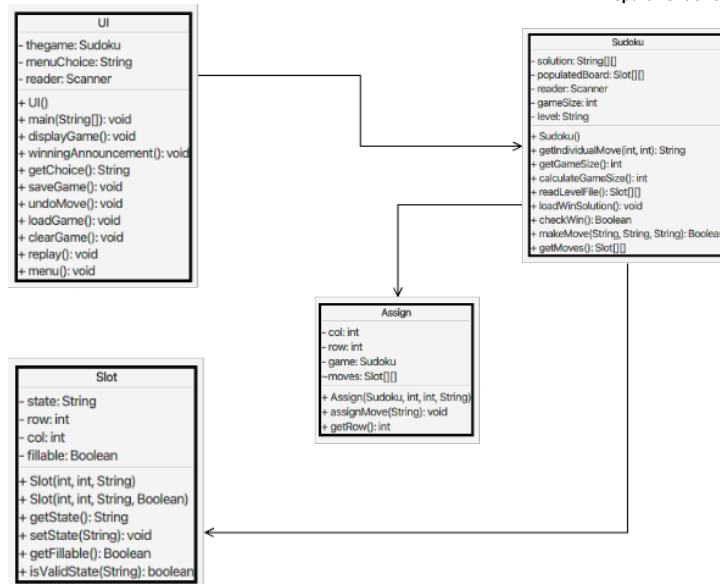 UI
- thegame: Sudoku
- menuChoice: String
- reader: Scanner
+ UI()
+ main(String[]): void
+ displayGame(): void
+ winningAnnouncement(): void
+ getChoice(): String
+ saveGame(): void
+ undoMove(): void
+ loadGame(): void
+ clearGame(): void
+ replay(): void
+ menu(): void
Sudoku
- solution: String[][]
- populatedBoard: Slot[][]
- reader: Scanner
- gameSize: int
- level: String
+ Sudoku()
+ getIndividualMove(int, int): String
+ getGameSize(): int
+ calculateGameSize(): int
+ readLevelFile(): Slot[][]
+ loadWinSolution(): void
+ checkWin(): Boolean
+ makeMove(String, String, String): Boolean
+ getMoves(): Slot[][]
Assign
- col: int
- row: int
- game: Sudoku
~moves: Slot[][]
+ Assign(Sudoku, int, int, String)
+ assignMove(String): void
+ getRow(): int
Slot
- state: String
- row: int
- col: int
- fillable: Boolean
+ Slot(int, int, String)
+ Slot(int, int, String, Boolean)
+ getState(): String
+ setState(String): void
+ getFillable(): Boolean
+ isValidState(String): boolean